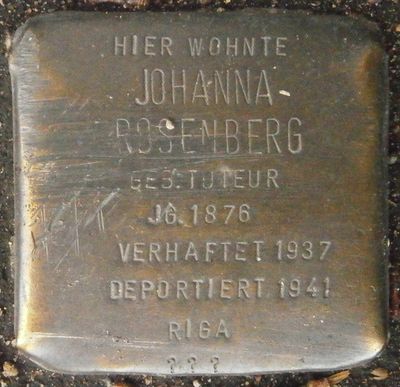 HIER WOHNTE
JOHANNA
ROSENBERG
GEB. TUTEUR
JG. 1876
VERHAFTET 1937
DEPORTIERT 1941
RIGA
? ? ?